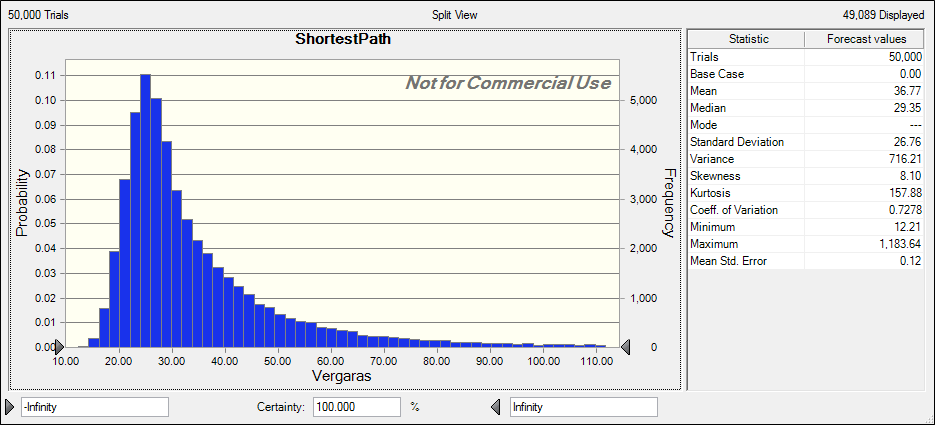 50,000 Trials Split View 49,089 Displayed
ShortestPath
Not for Commercial Use
Probability
0.11
0.10
0.09
0.08
0.07
0.06
0.05
0.04
0.03
0.02
0.01
0.00
5,000
4,000
3,000
2,000
1,000
0
Frequency
10.00 20.00 30.00 40.00 50.00 60.00 70.00 80.00 90.00 100.00 110.00
Vergaras
Statistic Forecast values
Trials 50,000
Base Case 0.00
Mean 36.77
Median 29.35
Mode ---
Standard Deviation 26.76
Variance 716.21
Skewness 8.10
Kurtosis 157.88
Coeff. of Variation 0.7278
Minimum 12.21
Maximum 1,183.64
Mean Std. Error 0.12
-Infinity Certainty: 100.000 % Infinity